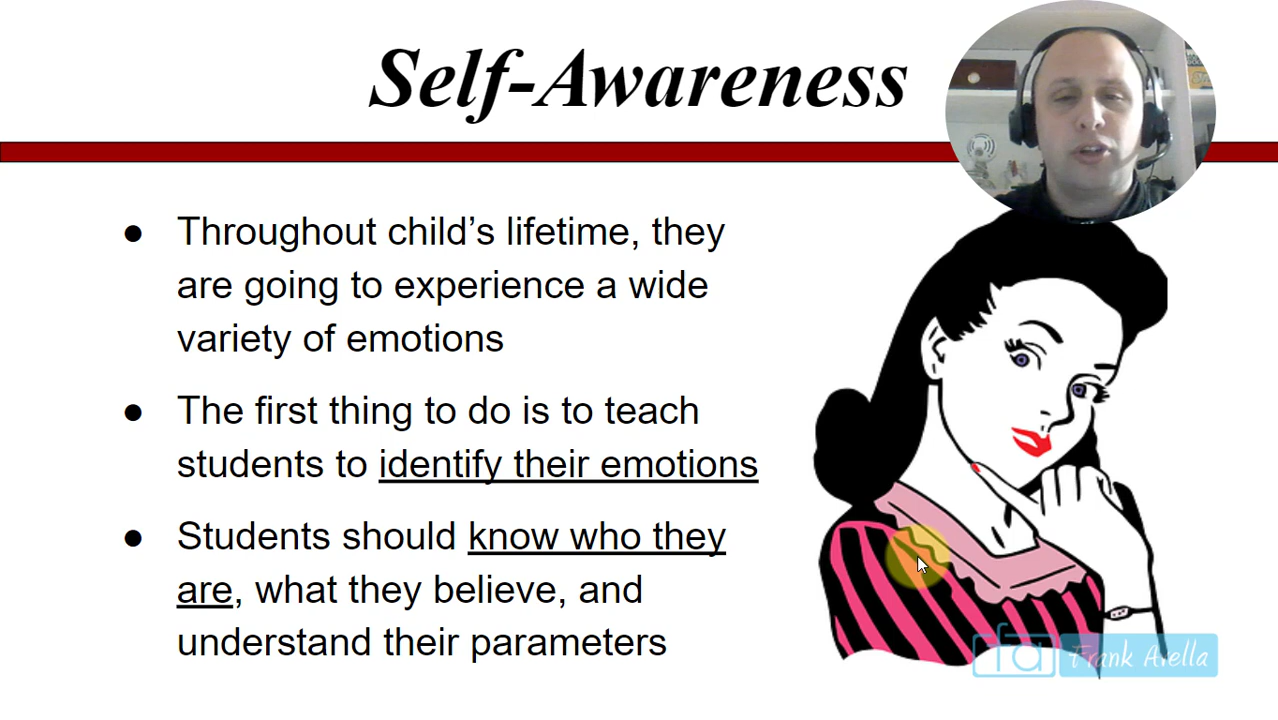 Self-Awareness
● Throughout child’s lifetime, they
are going to experience a wide
variety of emotions
● The first thing to do is to teach
students to identify their emotions
● Students should know who they
are, what they believe, and
understand their parameters
fa Frank Avella